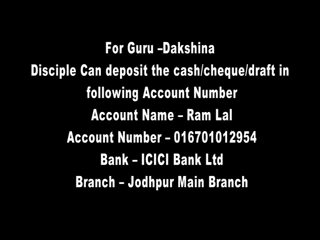 For Guru –Dakshina
Disciple Can deposit the cash/cheque/draft in
following Account Number
Account Name – Ram Lal
Account Number – 016701012954
Bank – ICICI Bank Ltd
Branch – Jodhpur Main Branch